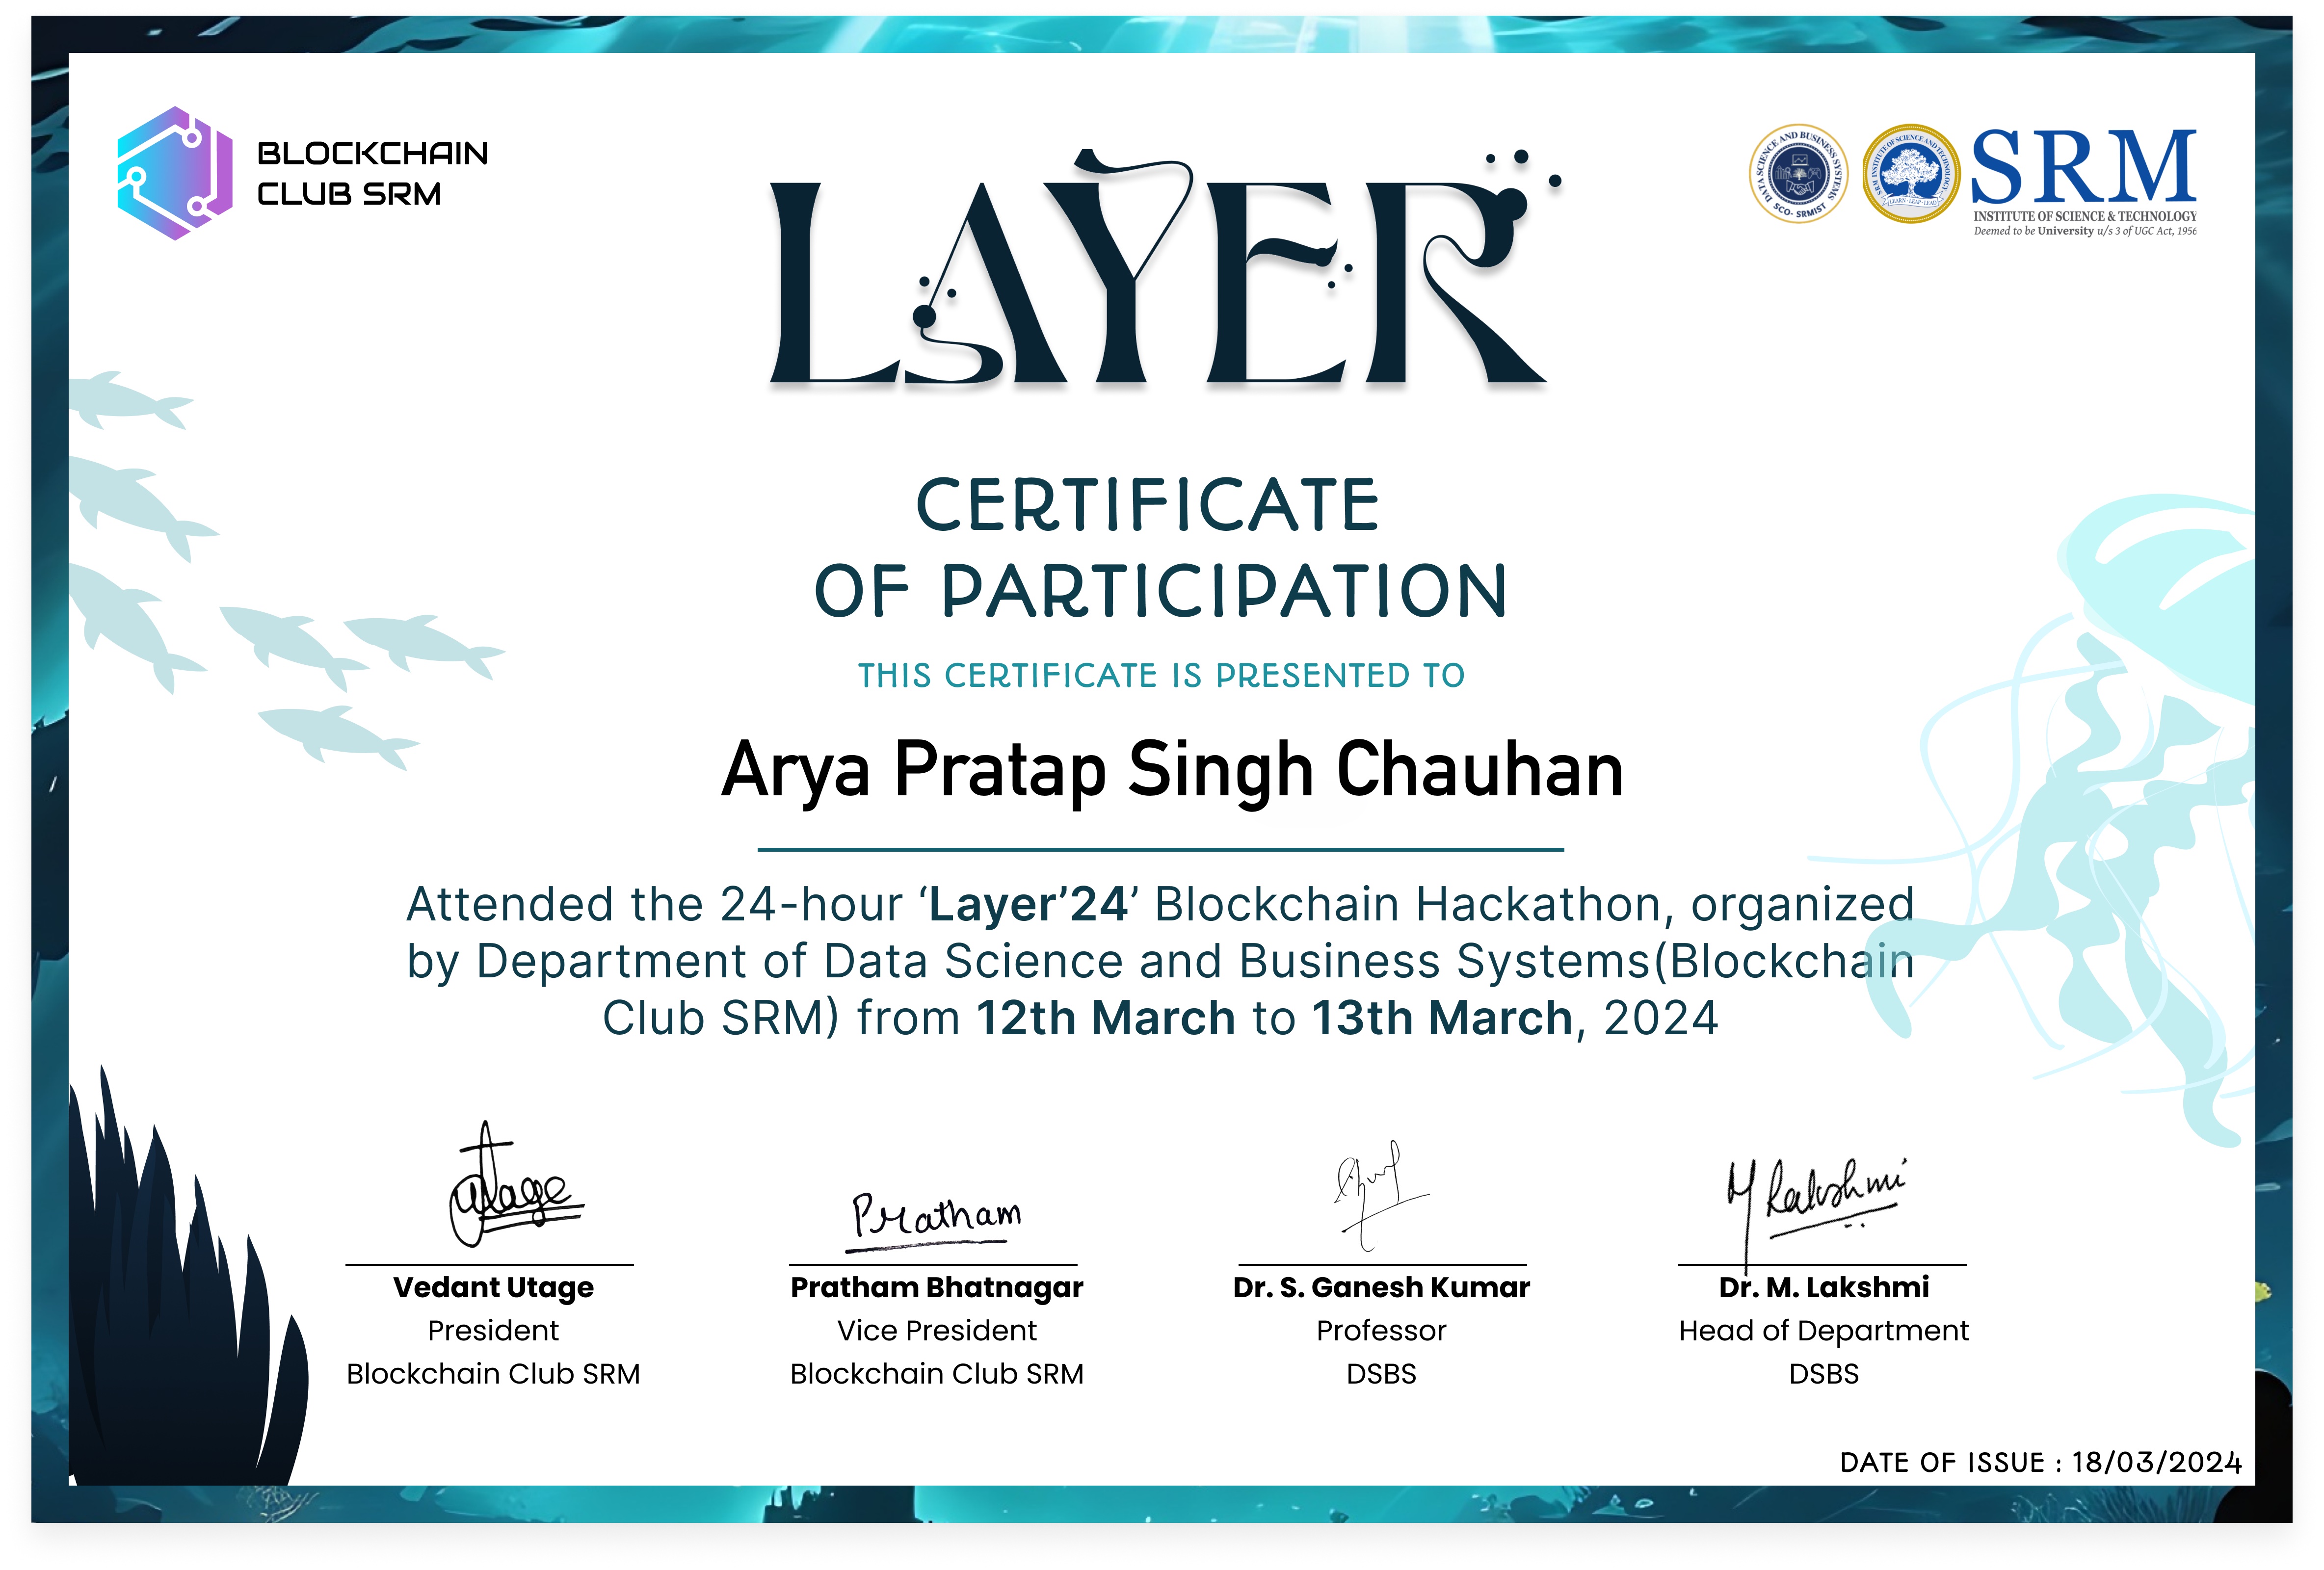 BLOCKCHAIN
CLUB SRM
DATA SCIENCE AND BUSINESS SYSTEMS
SCO- SRMIST
SRM INSTITUTE OF SCIENCE AND TECHNOLOGY
LEARN - LEAP - LEAD
SRM
INSTITUTE OF SCIENCE & TECHNOLOGY
Deemed to be University u/s 3 of UGC Act, 1956
LAYER
CERTIFICATE
OF PARTICIPATION
THIS CERTIFICATE IS PRESENTED TO
Arya Pratap Singh Chauhan
Attended the 24-hour ‘Layer’24’ Blockchain Hackathon, organized
by Department of Data Science and Business Systems(Blockchain
Club SRM) from 12th March to 13th March, 2024
utage
Pratham
M Lakshmi
Vedant Utage
President
Blockchain Club SRM
Pratham Bhatnagar
Vice President
Blockchain Club SRM
Dr. S. Ganesh Kumar
Professor
DSBS
Dr. M. Lakshmi
Head of Department
DSBS
DATE OF ISSUE : 18/03/2024